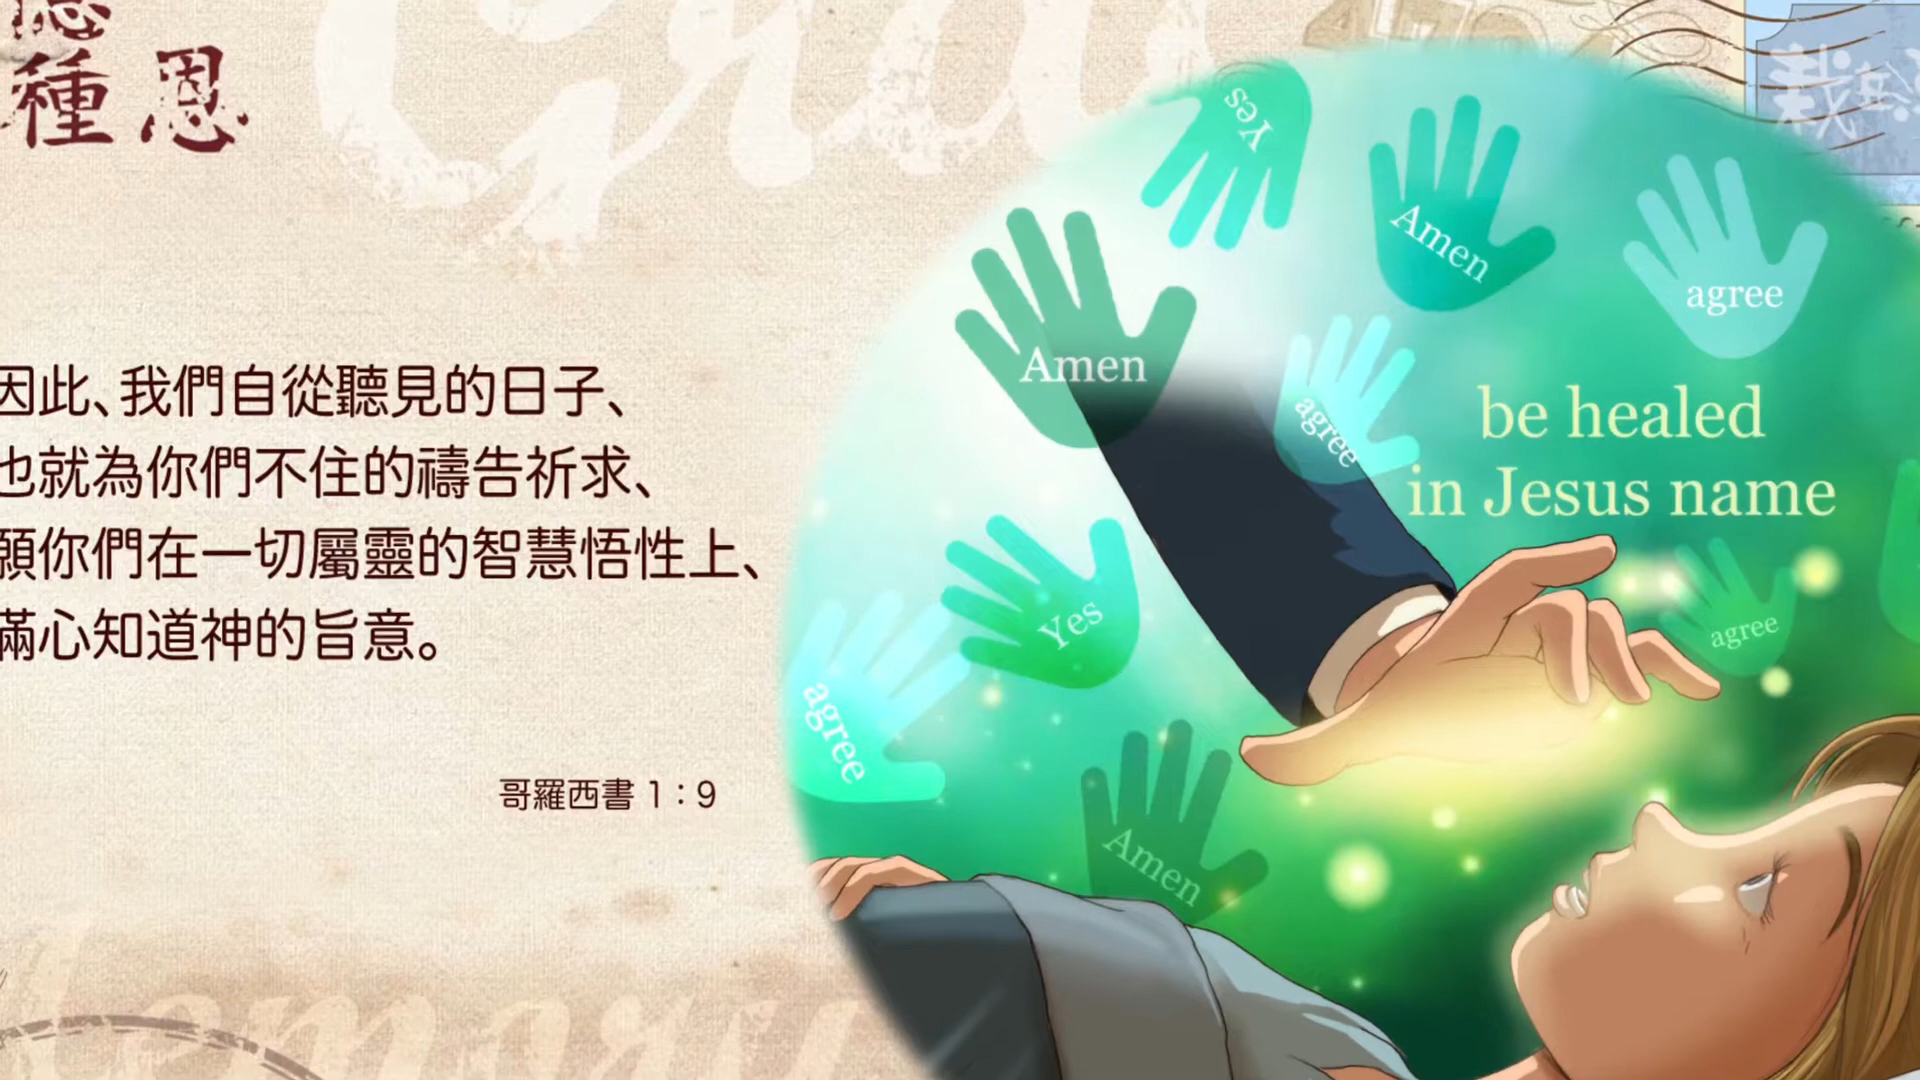 種 恩
因此、我們自從聽見的日子、
也就為你們不住的禱告祈求、
願你們在一切屬靈的智慧悟性上、
滿心知道神的旨意。
哥羅西書 1：9
Yes
Amen
agree
Amen
agree
be healed
in Jesus name
Yes
agree
agree
Amen